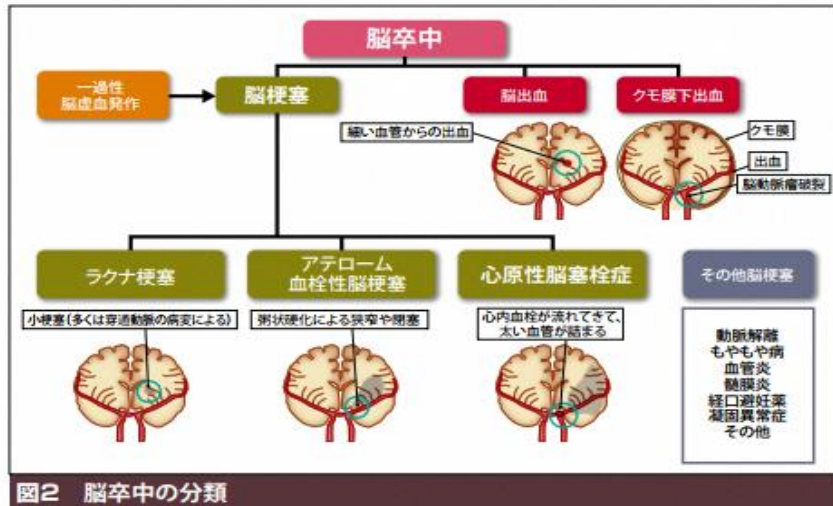 脳卒中
一過性
脳虚血発作
脳梗塞
脳出血
クモ膜下出血
細い血管からの出血
クモ膜
出血
脳動脈瘤破裂
ラクナ梗塞
アテローム
血栓性脳梗塞
心原性脳塞栓症
その他脳梗塞
小梗塞(多くは穿通動脈の病変による)
粥状硬化による狭窄や閉塞
心内血栓が流れてきて、
太い血管が詰まる
動脈解離
もやもや病
血管炎
髄膜炎
経口避妊薬
凝固異常症
その他
図2 脳卒中の分類